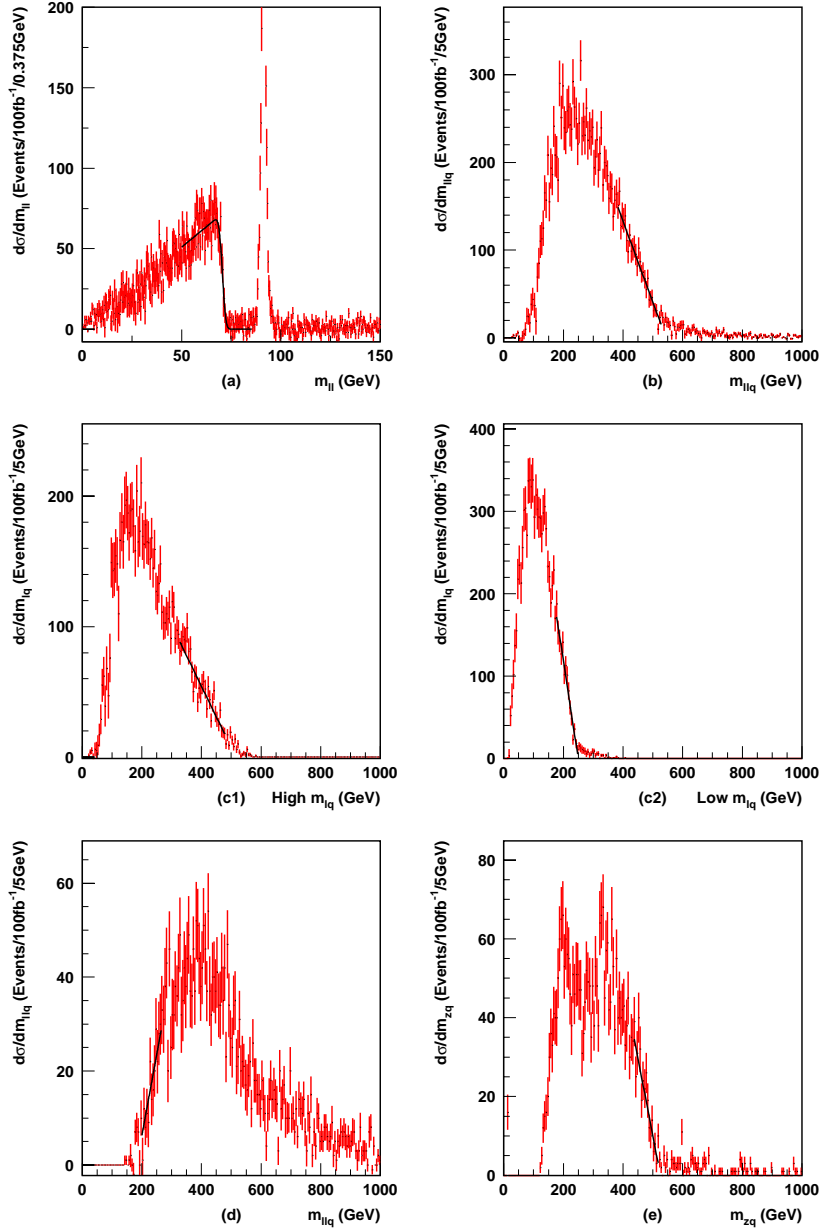 dσ/dm_ll (Events/100fb⁻¹/0.375GeV)
200
150
100
50
0
0 50 100 150
(a) m_ll (GeV)
dσ/dm_llq (Events/100fb⁻¹/5GeV)
300
200
100
0
0 200 400 600 800 1000
(b) m_llq (GeV)
dσ/dm_lq (Events/100fb⁻¹/5GeV)
200
100
0
0 200 400 600 800 1000
(c1) High m_lq (GeV)
dσ/dm_lq (Events/100fb⁻¹/5GeV)
400
300
200
100
0
0 200 400 600 800 1000
(c2) Low m_lq (GeV)
dσ/dm_llq (Events/100fb⁻¹/5GeV)
60
40
20
0
0 200 400 600 800 1000
(d) m_llq (GeV)
dσ/dm_zq (Events/100fb⁻¹/5GeV)
80
60
40
20
0
0 200 400 600 800 1000
(e) m_zq (GeV)